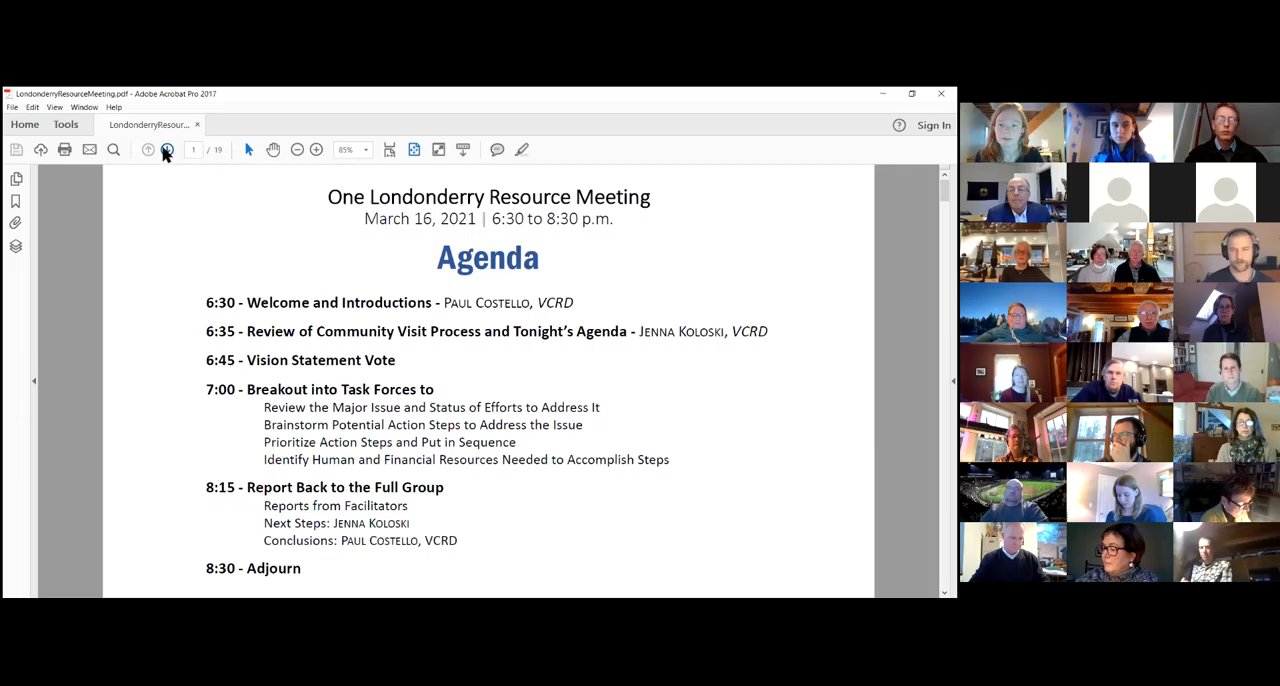 LondonderryResourceMeeting.pdf - Adobe Acrobat Pro 2017
File Edit View Window Help
Home Tools LondonderryResour... × Sign In
1 / 19 85%
One Londonderry Resource Meeting
March 16, 2021 | 6:30 to 8:30 p.m.
Agenda
6:30 - Welcome and Introductions - PAUL COSTELLO, VCRD
6:35 - Review of Community Visit Process and Tonight’s Agenda - JENNA KOLOSKI, VCRD
6:45 - Vision Statement Vote
7:00 - Breakout into Task Forces to
Review the Major Issue and Status of Efforts to Address It
Brainstorm Potential Action Steps to Address the Issue
Prioritize Action Steps and Put in Sequence
Identify Human and Financial Resources Needed to Accomplish Steps
8:15 - Report Back to the Full Group
Reports from Facilitators
Next Steps: JENNA KOLOSKI
Conclusions: PAUL COSTELLO, VCRD
8:30 - Adjourn